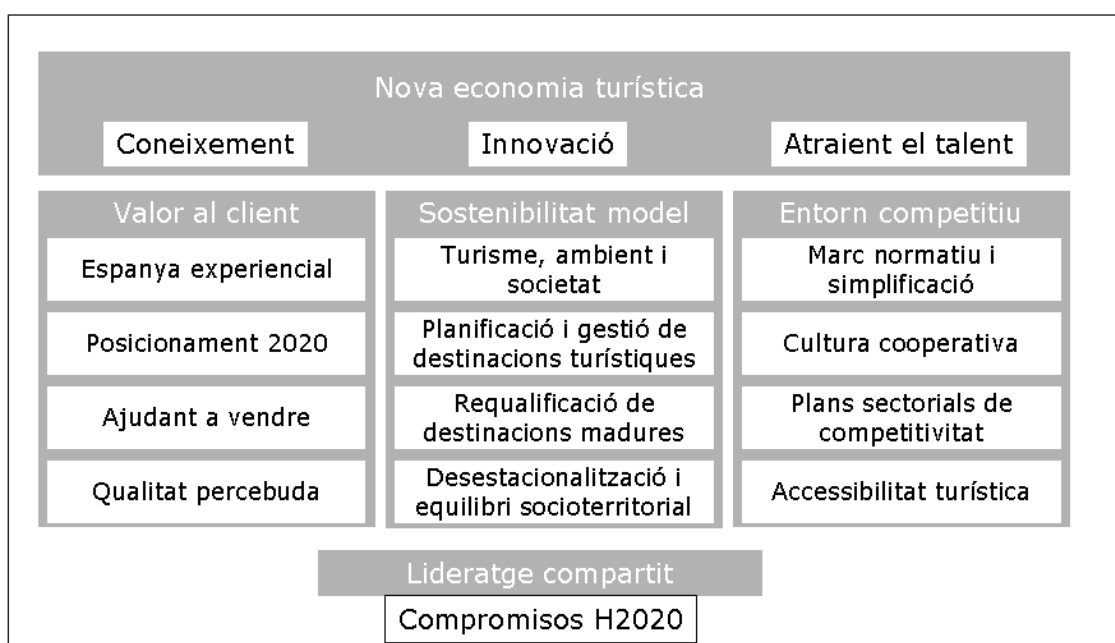 Nova economia turística
Coneixement
Innovació
Atraient el talent
Valor al client
Espanya experiencial
Posicionament 2020
Ajudant a vendre
Qualitat percebuda
Sostenibilitat model
Turisme, ambient i
societat
Planificació i gestió de
destinacions turístiques
Requalificació de
destinacions madures
Desestacionalització i
equilibri socioterritorial
Entorn competitiu
Marc normatiu i
simplificació
Cultura cooperativa
Plans sectorials de
competitivitat
Accessibilitat turística
Lideratge compartit
Compromisos H2020